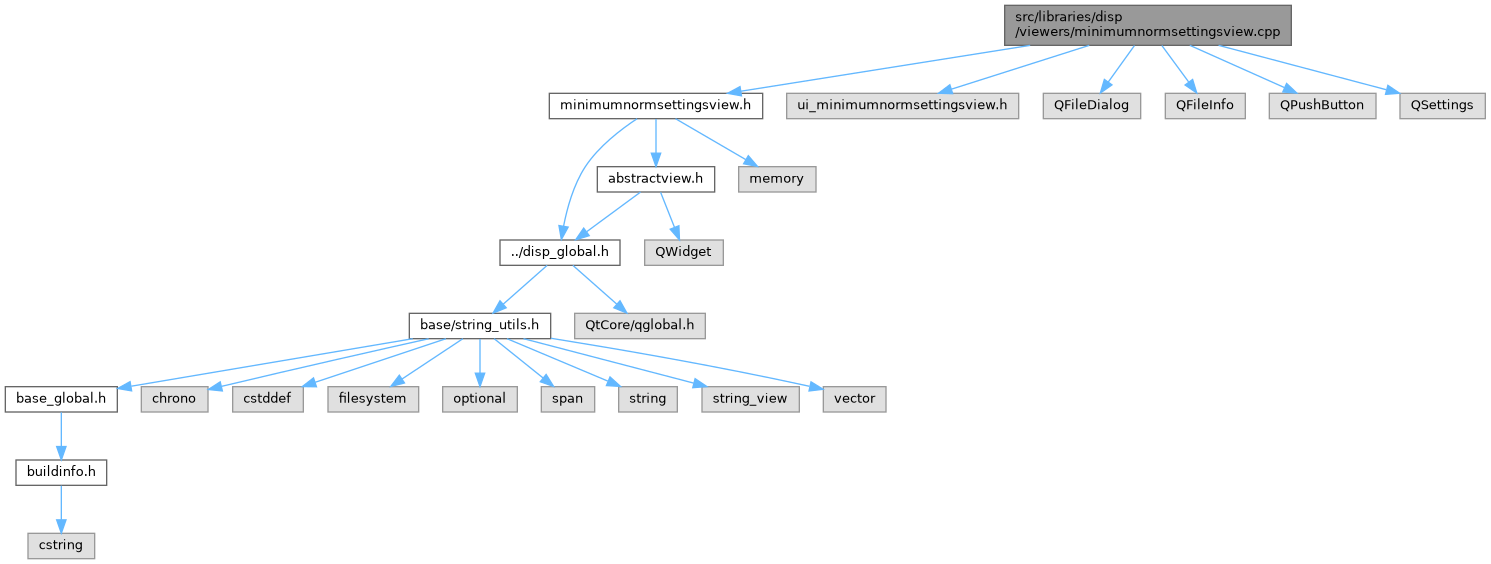 src/libraries/disp
/viewers/minimumnormsettingsview.cpp
minimumnormsettingsview.h
ui_minimumnormsettingsview.h
QFileDialog
QFileInfo
QPushButton
QSettings
abstractview.h
memory
../disp_global.h
QWidget
base/string_utils.h
QtCore/qglobal.h
base_global.h
chrono
cstddef
filesystem
optional
span
string
string_view
vector
buildinfo.h
cstring